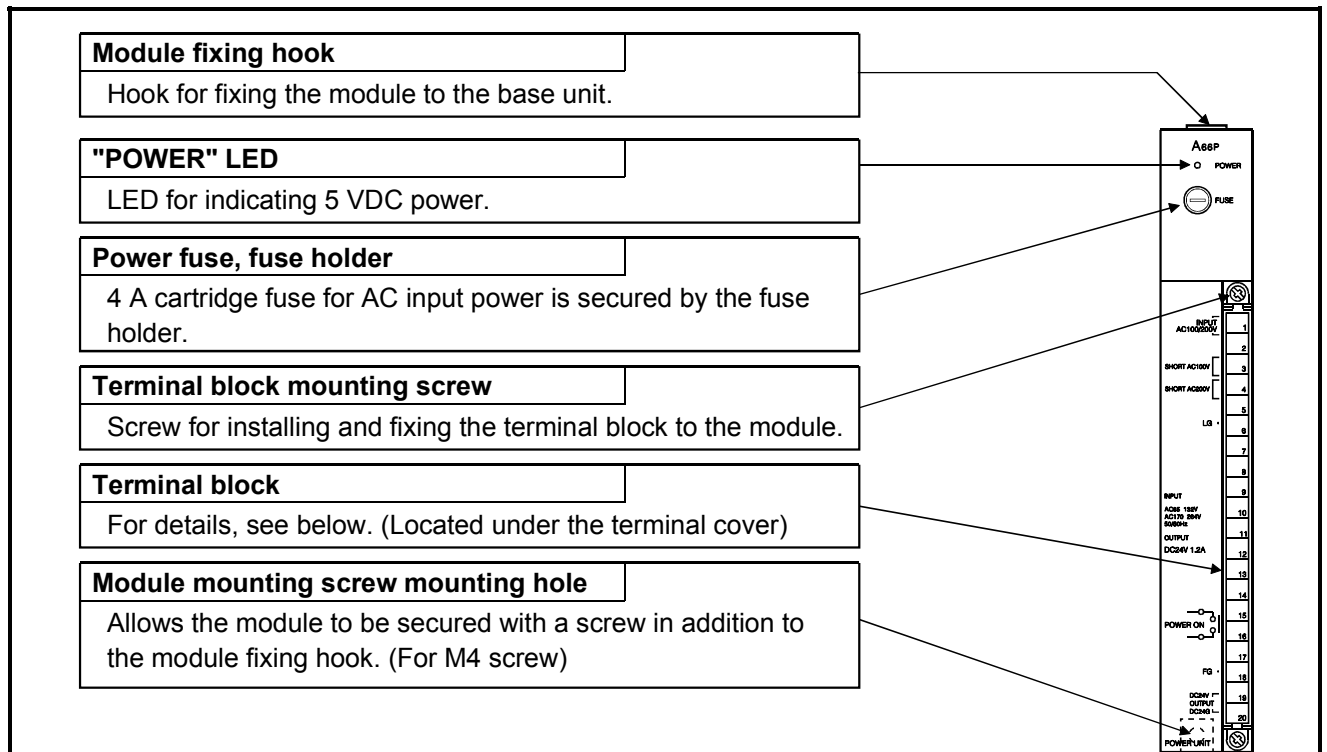 Module fixing hook
Hook for fixing the module to the base unit.
"POWER" LED
LED for indicating 5 VDC power.
Power fuse, fuse holder
4 A cartridge fuse for AC input power is secured by the fuse
holder.
Terminal block mounting screw
Screw for installing and fixing the terminal block to the module.
Terminal block
For details, see below. (Located under the terminal cover)
Module mounting screw mounting hole
Allows the module to be secured with a screw in addition to
the module fixing hook. (For M4 screw)
A66P
POWER
FUSE
INPUT
AC100/200V
1
2
SHORT AC100V
3
SHORT AC200V
4
5
LG
6
7
8
INPUT
9
AC85 132V
10
AC170 264V
50/60Hz
11
OUTPUT
DC24V 1.2A
12
13
14
15
POWER ON
16
17
FG
18
DC24V
19
OUTPUT
DC24G
20
POWER UNIT